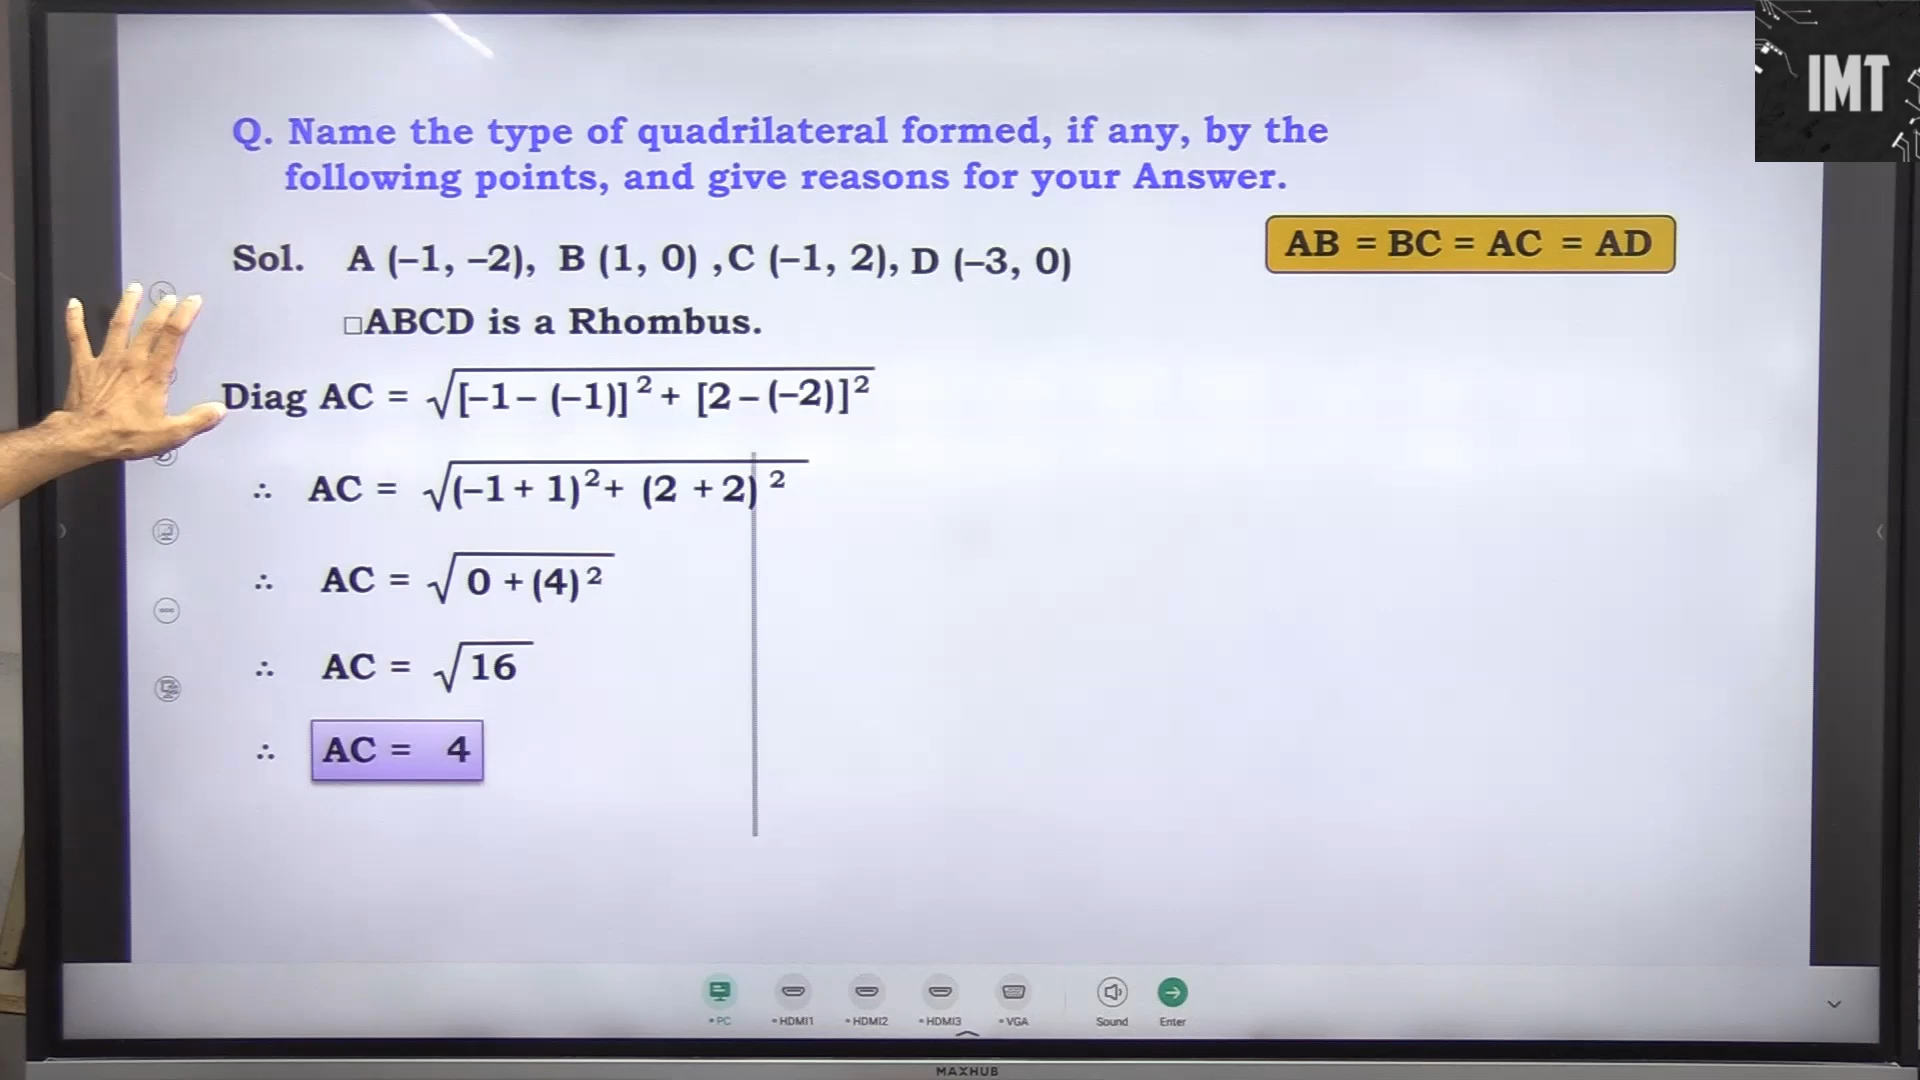 IMT
Q. Name the type of quadrilateral formed, if any, by the
following points, and give reasons for your Answer.
AB = BC = AC = AD
Sol. A (–1, –2), B (1, 0) ,C (–1, 2), D (–3, 0)
□ABCD is a Rhombus.
Diag AC = √[–1– (–1)]² + [2 – (–2)]²
∴ AC = √(–1 + 1)² + (2 + 2)²
∴ AC = √0 + (4)²
∴ AC = √16
∴ AC = 4
• PC • HDMI1 • HDMI2 • HDMI3 • VGA Sound Enter
MAXHUB